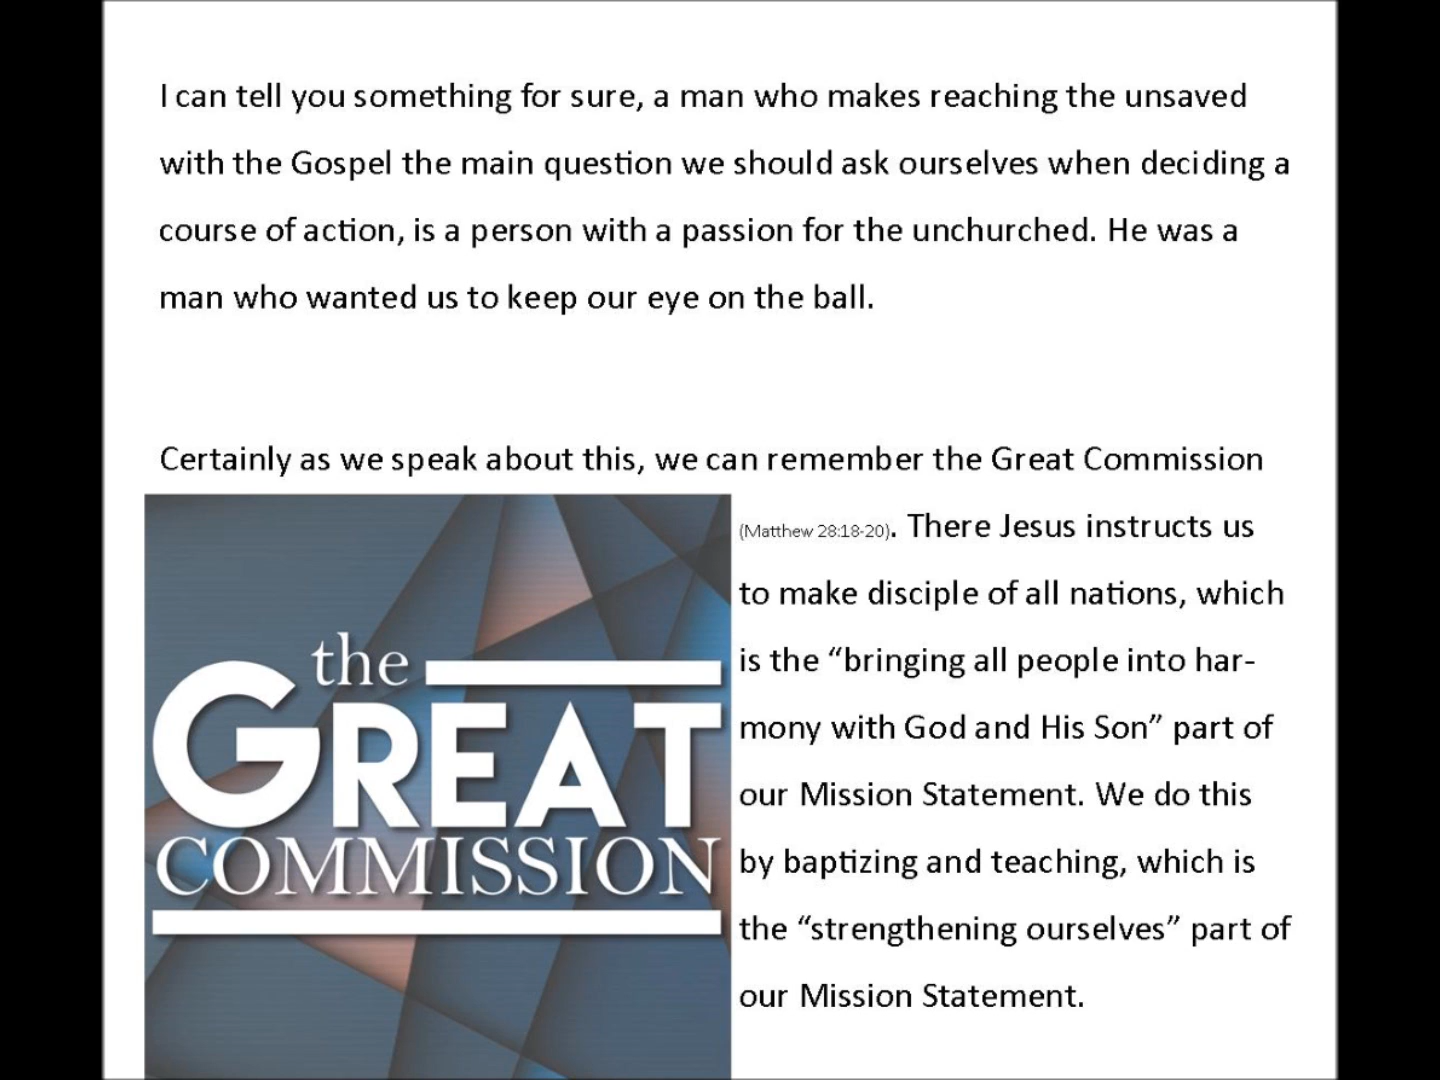 I can tell you something for sure, a man who makes reaching the unsaved
with the Gospel the main question we should ask ourselves when deciding a
course of action, is a person with a passion for the unchurched. He was a
man who wanted us to keep our eye on the ball.
Certainly as we speak about this, we can remember the Great Commission
(Matthew 28:18-20). There Jesus instructs us
to make disciple of all nations, which
is the “bringing all people into har-
mony with God and His Son” part of
our Mission Statement. We do this
by baptizing and teaching, which is
the “strengthening ourselves” part of
our Mission Statement.
the
GREAT
COMMISSION